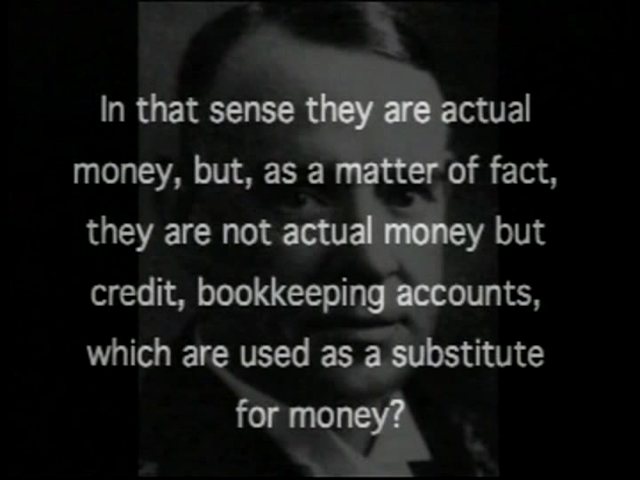 In that sense they are actual
money, but, as a matter of fact,
they are not actual money but
credit, bookkeeping accounts,
which are used as a substitute
for money?